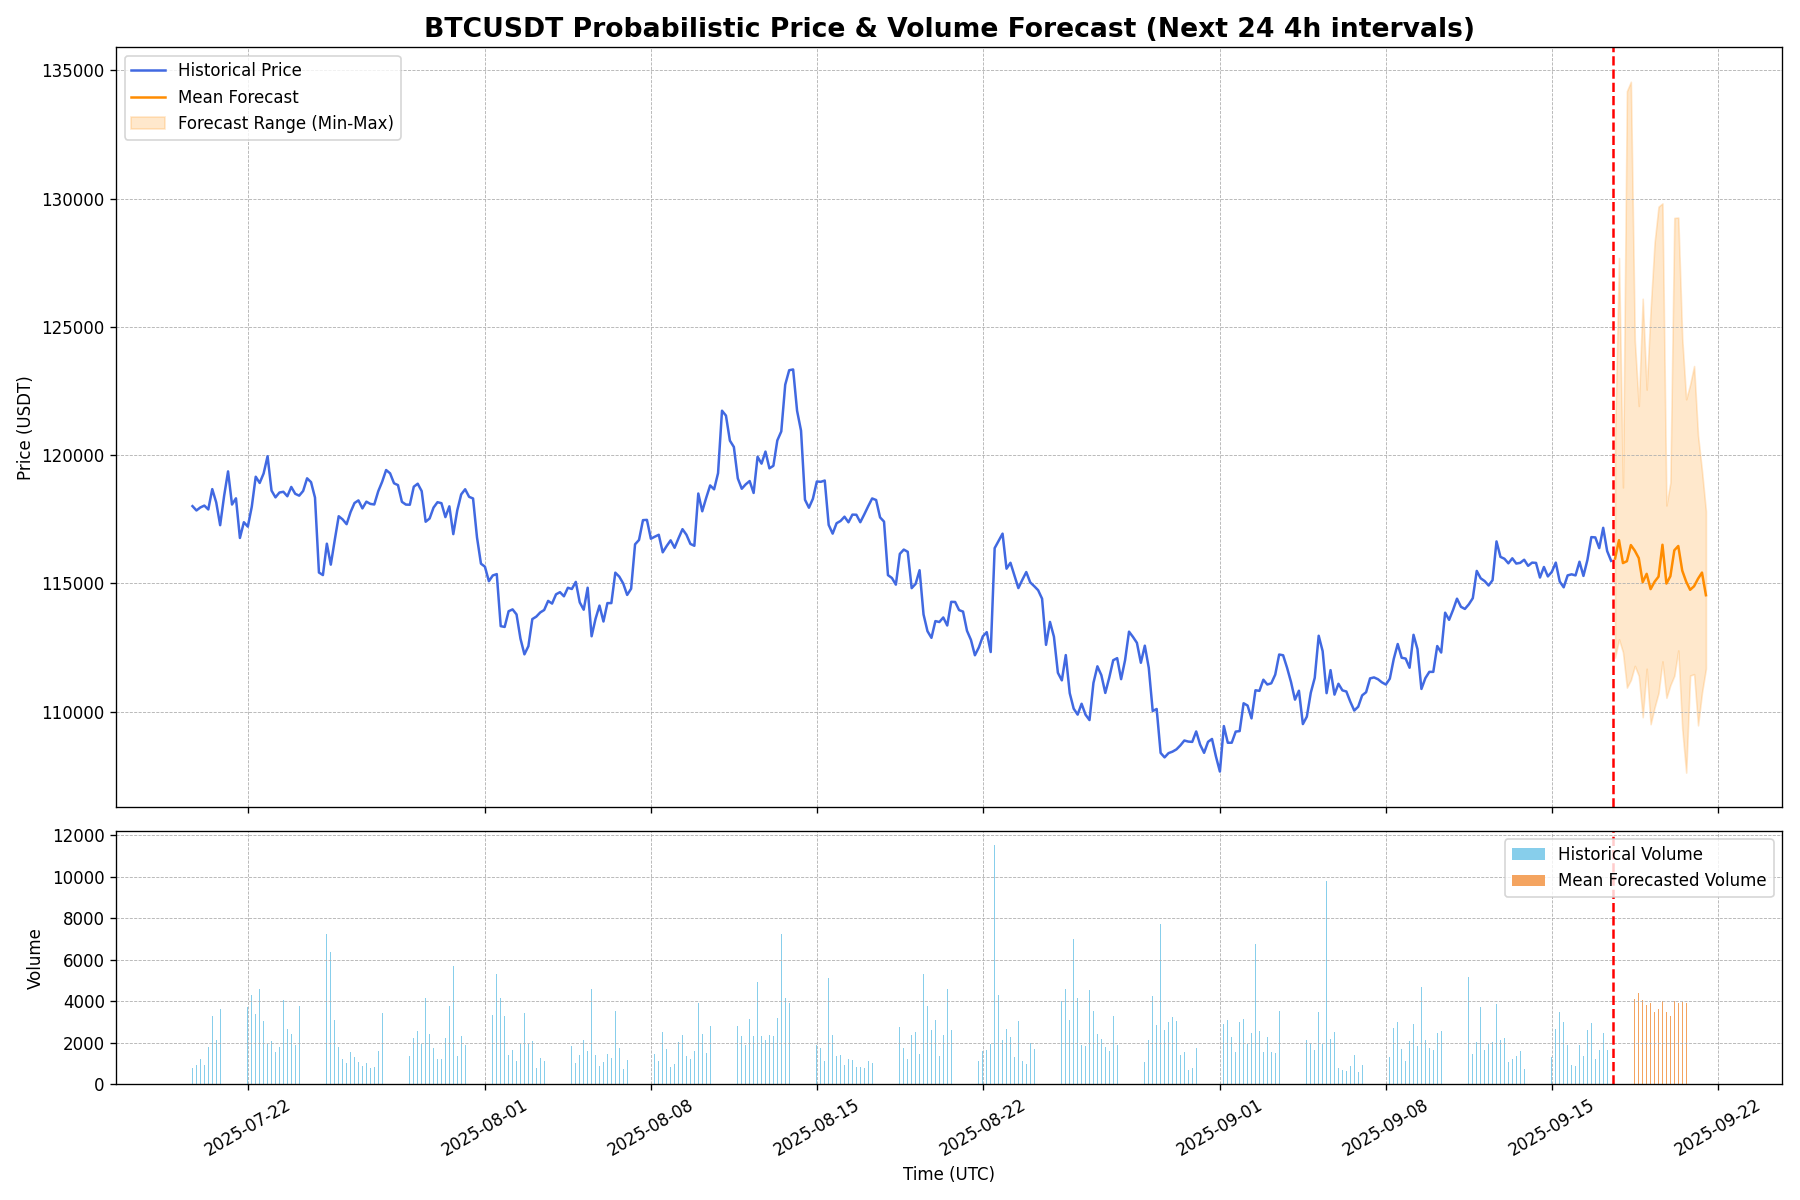 BTCUSDT Probabilistic Price & Volume Forecast (Next 24 4h intervals)
Historical Price
Mean Forecast
Forecast Range (Min-Max)
135000
130000
125000
120000
115000
110000
Price (USDT)
Historical Volume
Mean Forecasted Volume
12000
10000
8000
6000
4000
2000
0
Volume
2025-07-22
2025-08-01
2025-08-08
2025-08-15
2025-08-22
2025-09-01
2025-09-08
2025-09-15
2025-09-22
Time (UTC)